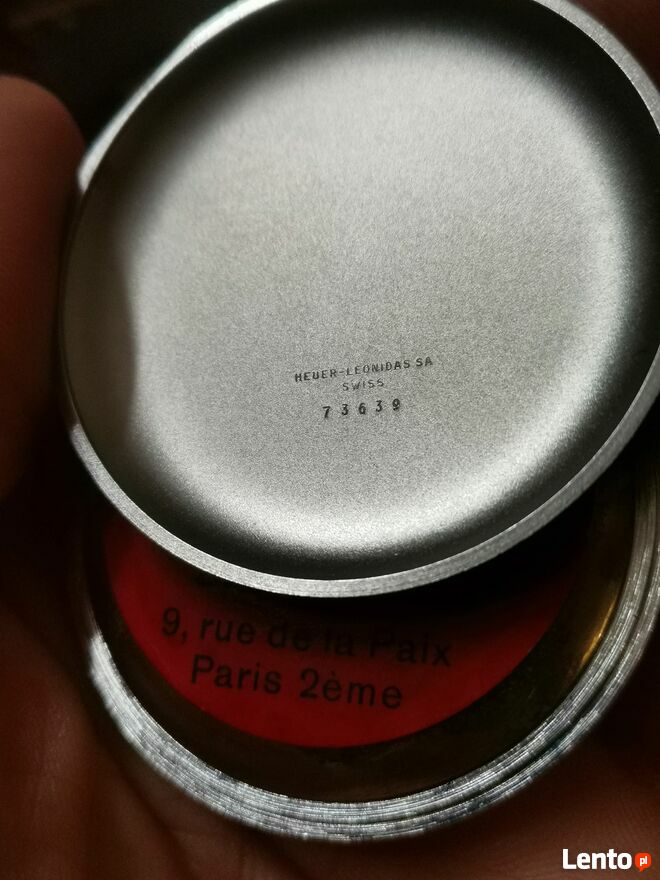 HEUER-LEONIDAS SA
SWISS
73639
9, rue de la Paix
Paris 2ème
Lento pl